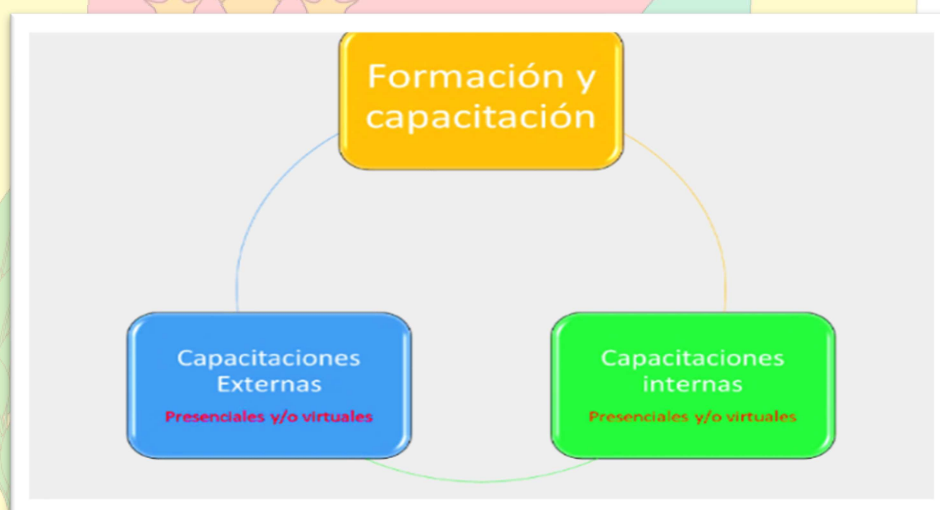 Formación y
capacitación
Capacitaciones
Externas
Presenciales y/o virtuales
Capacitaciones
internas
Presenciales y/o virtuales